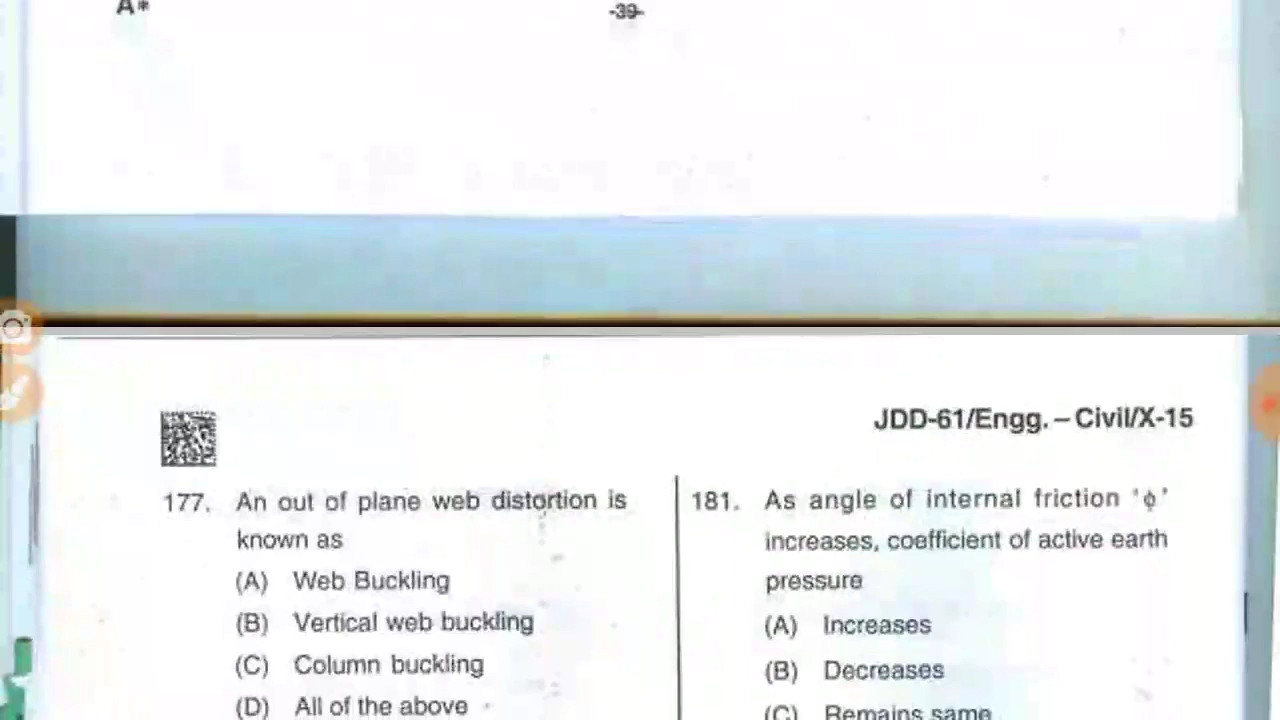 A*
-39-
JDD-61/Engg. – Civil/X-15
177. An out of plane web distortion is
known as
(A) Web Buckling
(B) Vertical web buckling
(C) Column buckling
(D) All of the above
181. As angle of internal friction 'ϕ'
increases, coefficient of active earth
pressure
(A) Increases
(B) Decreases
(C) Remains same